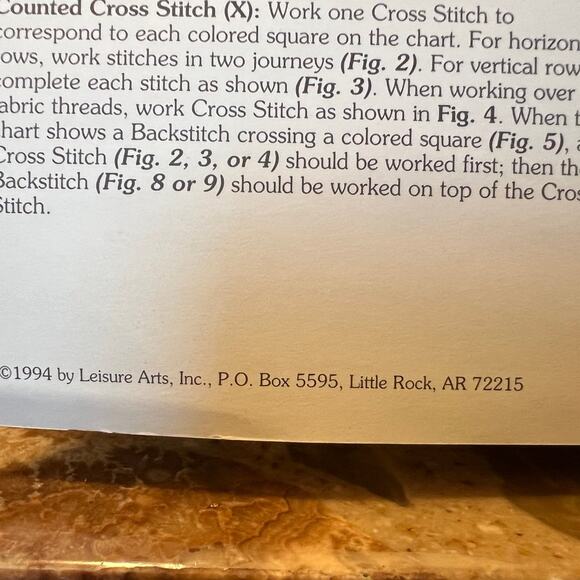 Counted Cross Stitch (X): Work one Cross Stitch to
correspond to each colored square on the chart. For horizon
rows, work stitches in two journeys (Fig. 2). For vertical row
complete each stitch as shown (Fig. 3). When working over
fabric threads, work Cross Stitch as shown in Fig. 4. When t
chart shows a Backstitch crossing a colored square (Fig. 5), a
Cross Stitch (Fig. 2, 3, or 4) should be worked first; then th
Backstitch (Fig. 8 or 9) should be worked on top of the Cros
Stitch.
©1994 by Leisure Arts, Inc., P.O. Box 5595, Little Rock, AR 72215